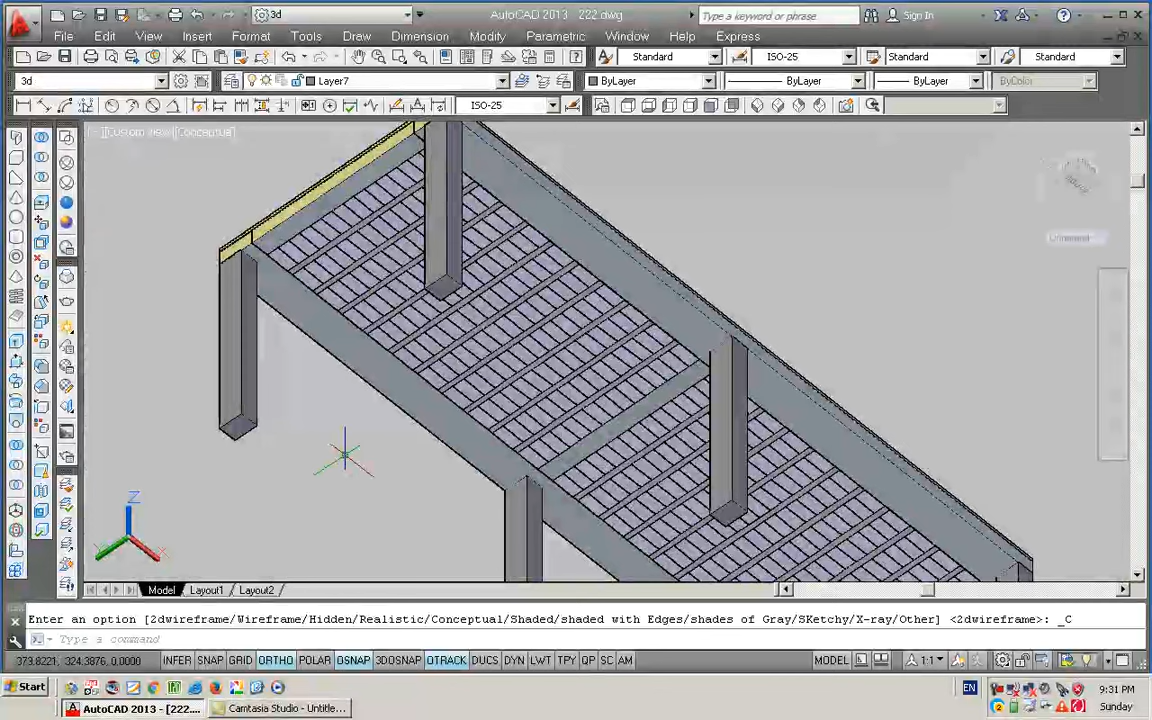 3d
AutoCAD 2013 - 222.dwg
Type a keyword or phrase
Sign In
File Edit View Insert Format Tools Draw Dimension Modify Parametric Window Help Express
Standard
ISO-25
Standard
Standard
3d
Layer7
ByLayer
ByLayer
ByLayer
ByColor
ISO-25
[Conceptual]
Unnamed
Z
Model Layout1 Layout2
Enter an option [2dwireframe/Wireframe/Hidden/Realistic/Conceptual/Shaded/shaded with Edges/shades of Gray/SKetchy/X-ray/Other] <2dwireframe>: _C
Type a command
324.3876, 0.0000
INFER SNAP GRID ORTHO POLAR OSNAP 3DOSNAP OTRACK DUCS DYN LWT TPY QP SC AM
MODEL
1:1
Start
EN
9:31 PM
AutoCAD 2013 - [222....
Camtasia Studio - Untitle...
Sunday